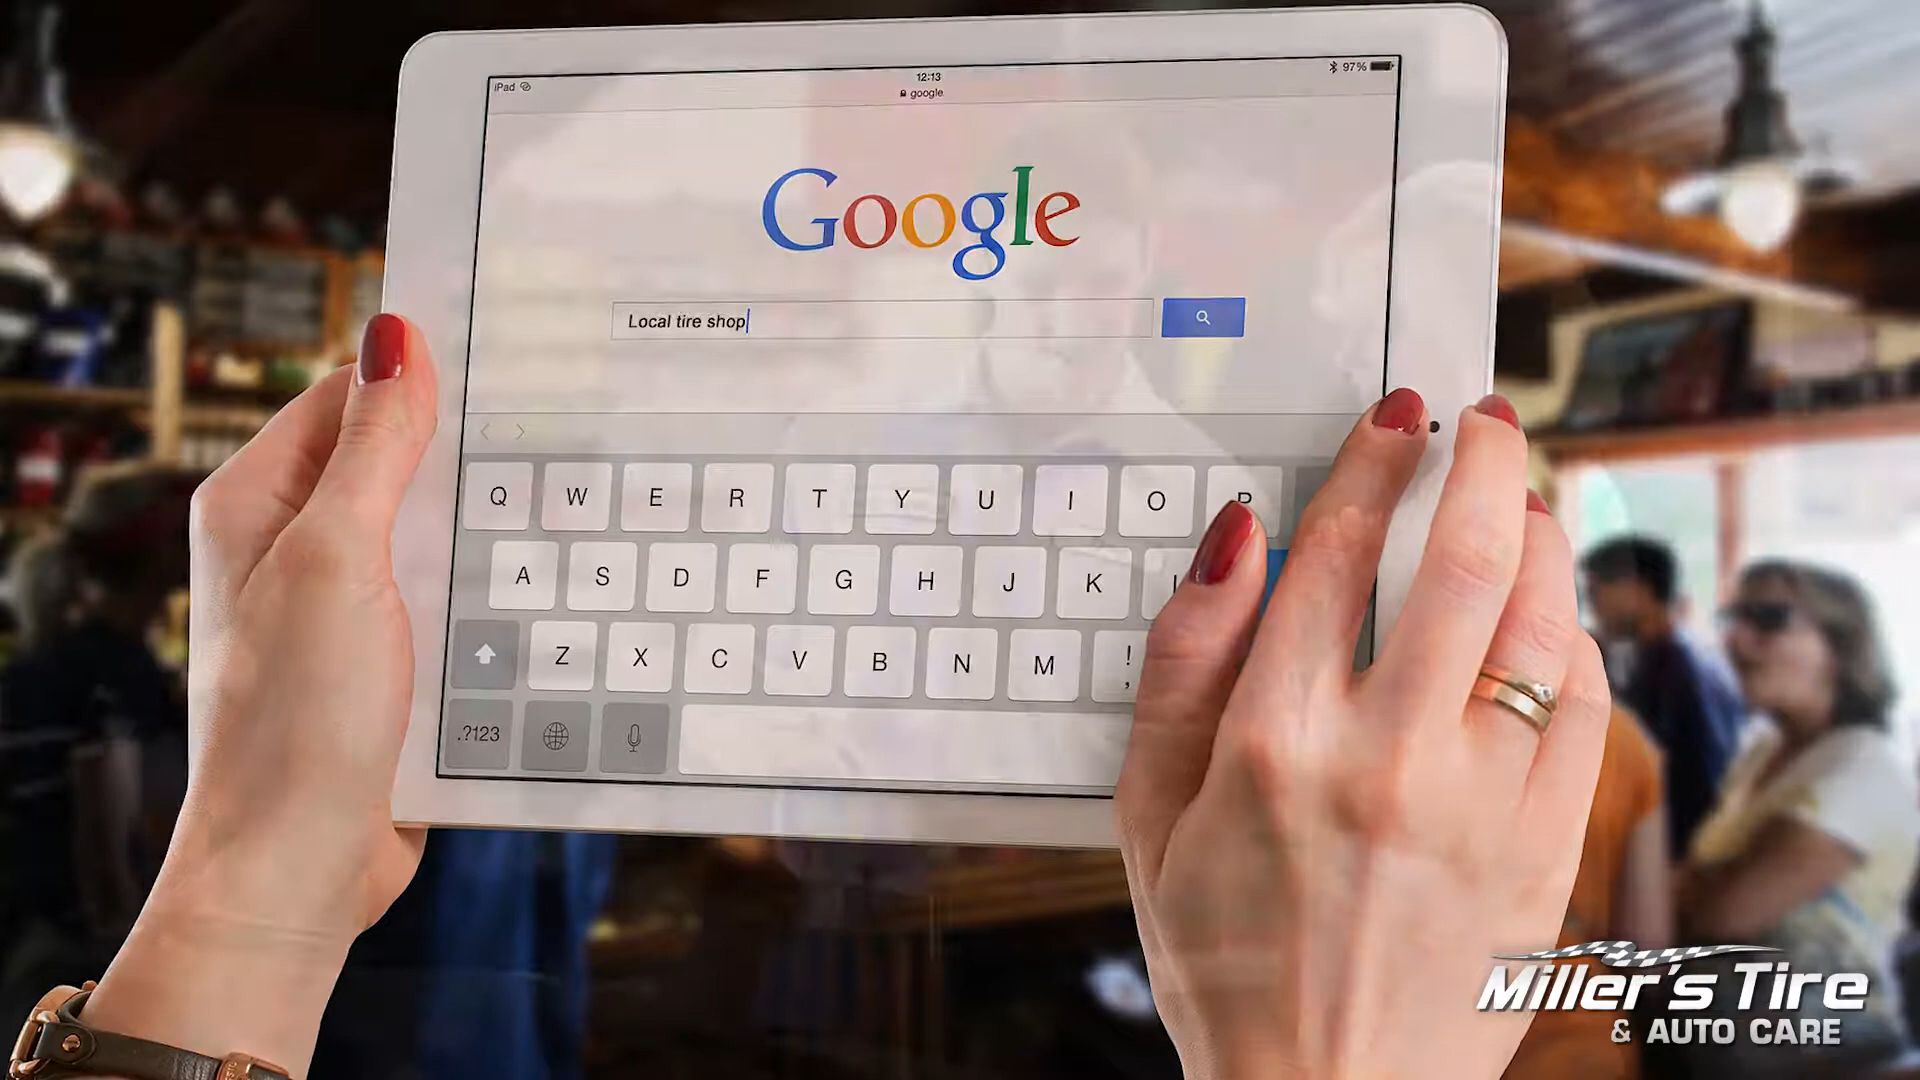 iPad
12:13
97%
google
Google
Local tire shop
Q W E R T Y U I O P
A S D F G H J K
Z X C V B N M ! ,
.?123
Miller's Tire
& AUTO CARE